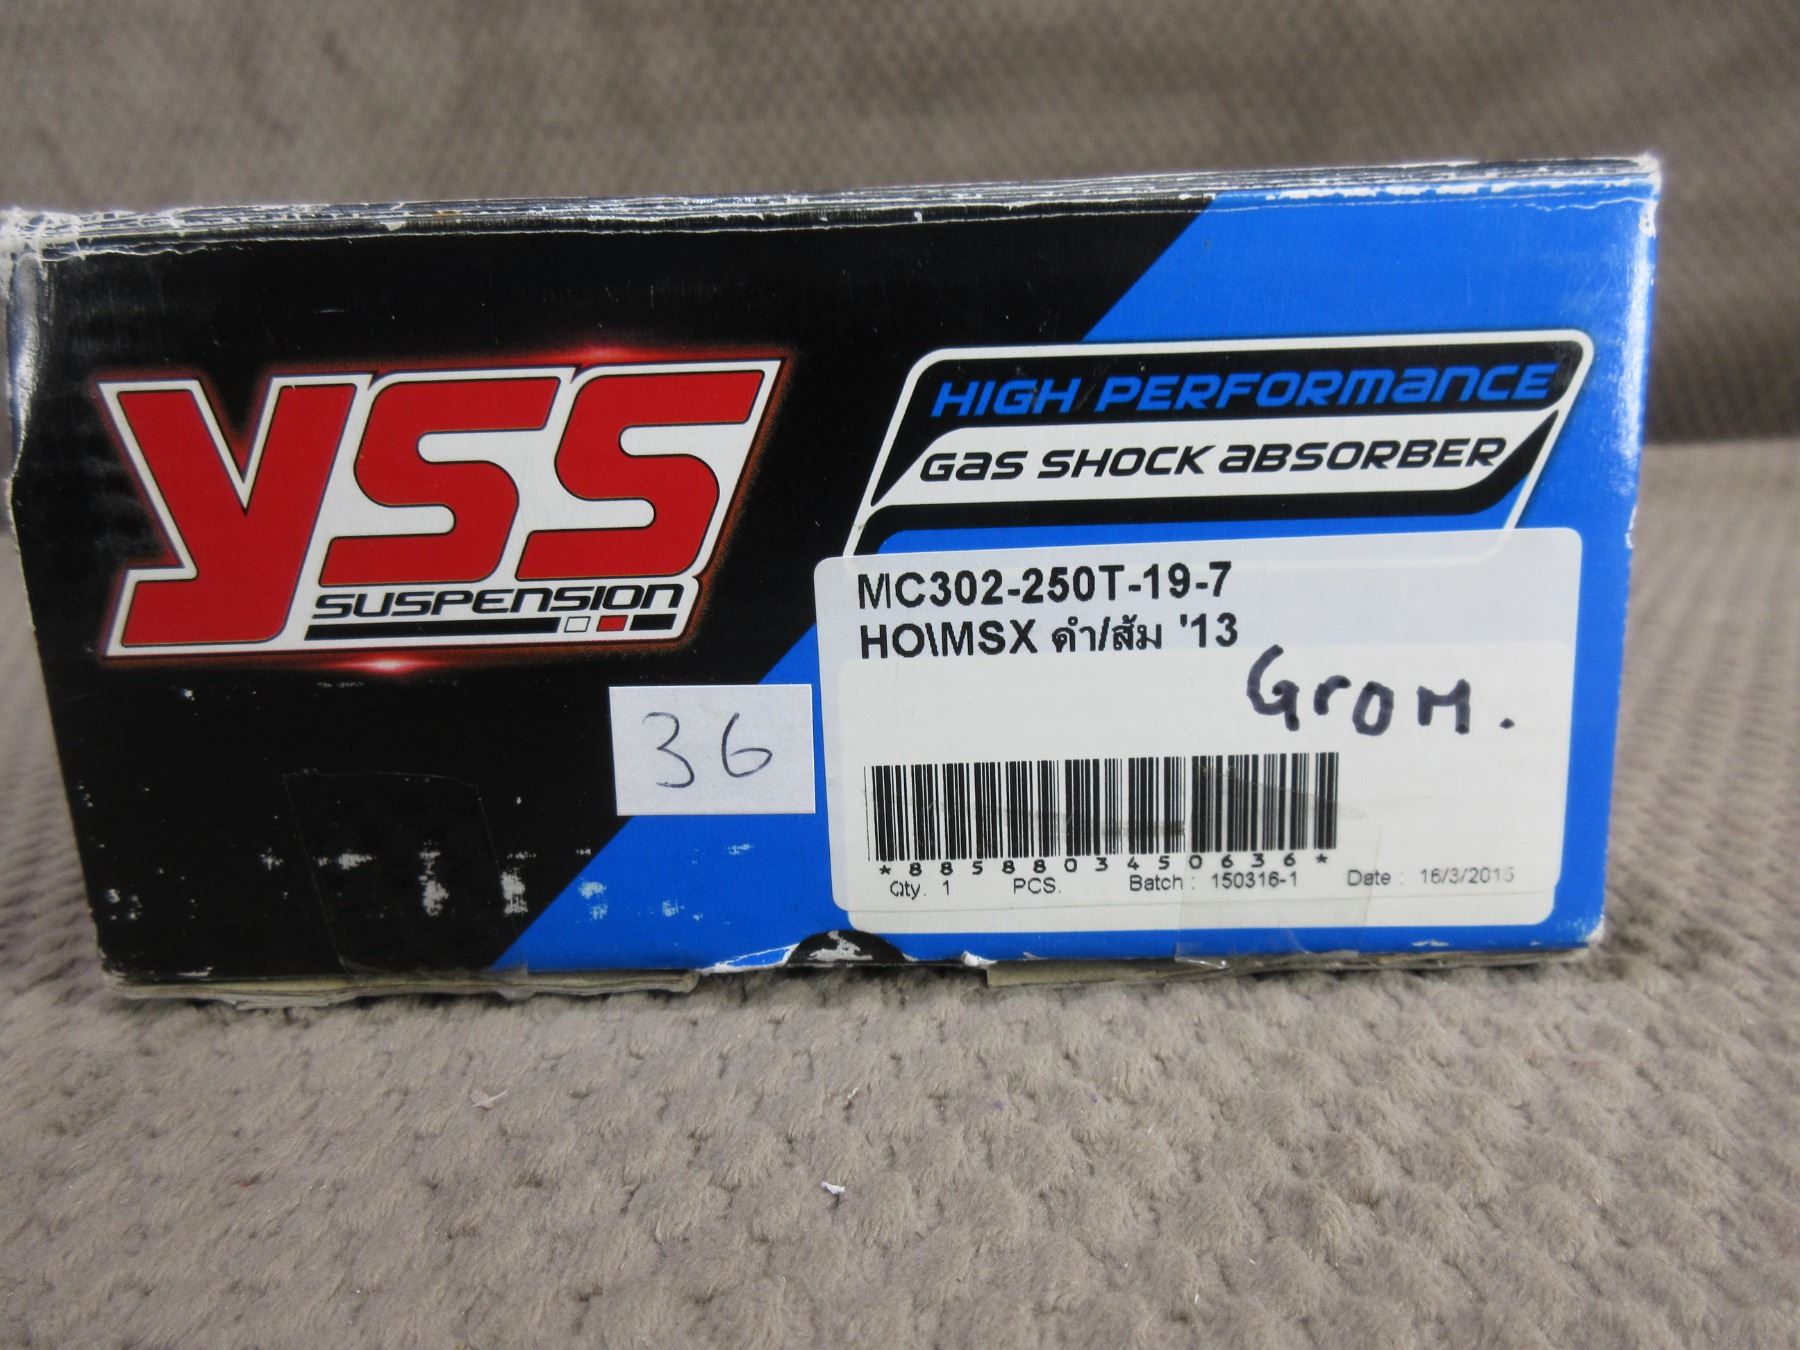 YSS
SUSPENSION
HIGH PERFORMANCE
GAS SHOCK ABSORBER
MC302-250T-19-7
HO\MSX ดำ/ส้ม '13
Grom.
36
*8858803450636*
Qty. 1 PCS. Batch : 150316-1 Date : 16/3/2015